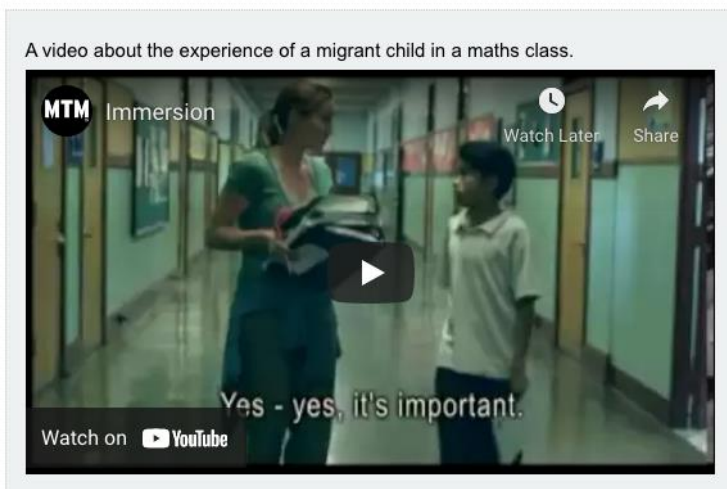 A video about the experience of a migrant child in a maths class.
MTM Immersion
Watch Later
Share
Yes - yes, it's important.
Watch on YouTube